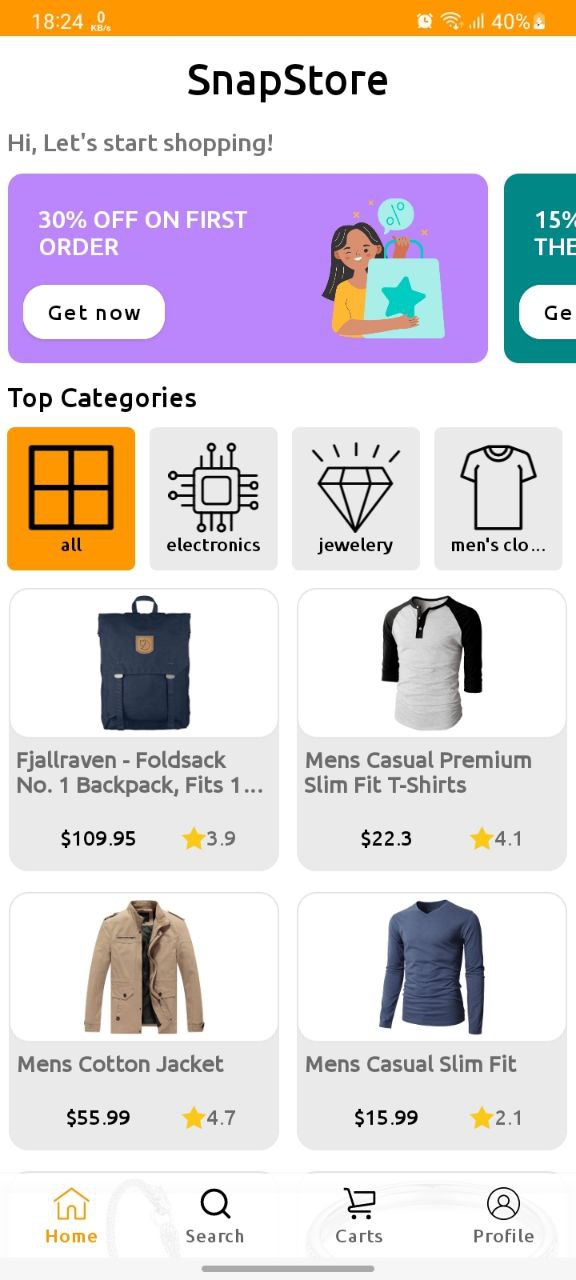 18:24 0 KB/s 40%
SnapStore
Hi, Let's start shopping!
30% OFF ON FIRST
ORDER
Get now
15%
THE
Ge
Top Categories
all
electronics
jewelery
men's clo...
Fjallraven - Foldsack
No. 1 Backpack, Fits 1...
$109.95
3.9
Mens Casual Premium
Slim Fit T-Shirts
$22.3
4.1
Mens Cotton Jacket
$55.99
4.7
Mens Casual Slim Fit
$15.99
2.1
Home
Search
Carts
Profile